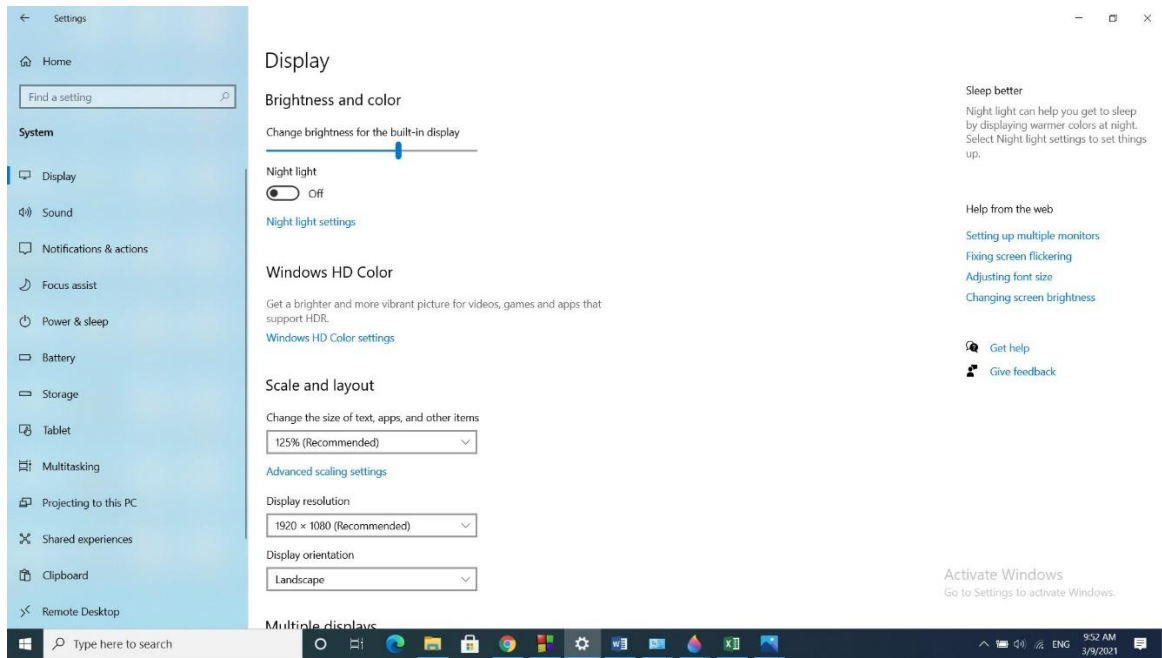 Settings
Home
Find a setting
System
Display
Sound
Notifications & actions
Focus assist
Power & sleep
Battery
Storage
Tablet
Multitasking
Projecting to this PC
Shared experiences
Clipboard
Remote Desktop
Display
Brightness and color
Change brightness for the built-in display
Night light
Off
Night light settings
Windows HD Color
Get a brighter and more vibrant picture for videos, games and apps that
support HDR.
Windows HD Color settings
Scale and layout
Change the size of text, apps, and other items
125% (Recommended)
Advanced scaling settings
Display resolution
1920 × 1080 (Recommended)
Display orientation
Landscape
Multiple displays
Sleep better
Night light can help you get to sleep
by displaying warmer colors at night.
Select Night light settings to set things
up.
Help from the web
Setting up multiple monitors
Fixing screen flickering
Adjusting font size
Changing screen brightness
Get help
Give feedback
Activate Windows
Go to Settings to activate Windows.
Type here to search
ENG
9:52 AM
3/9/2021